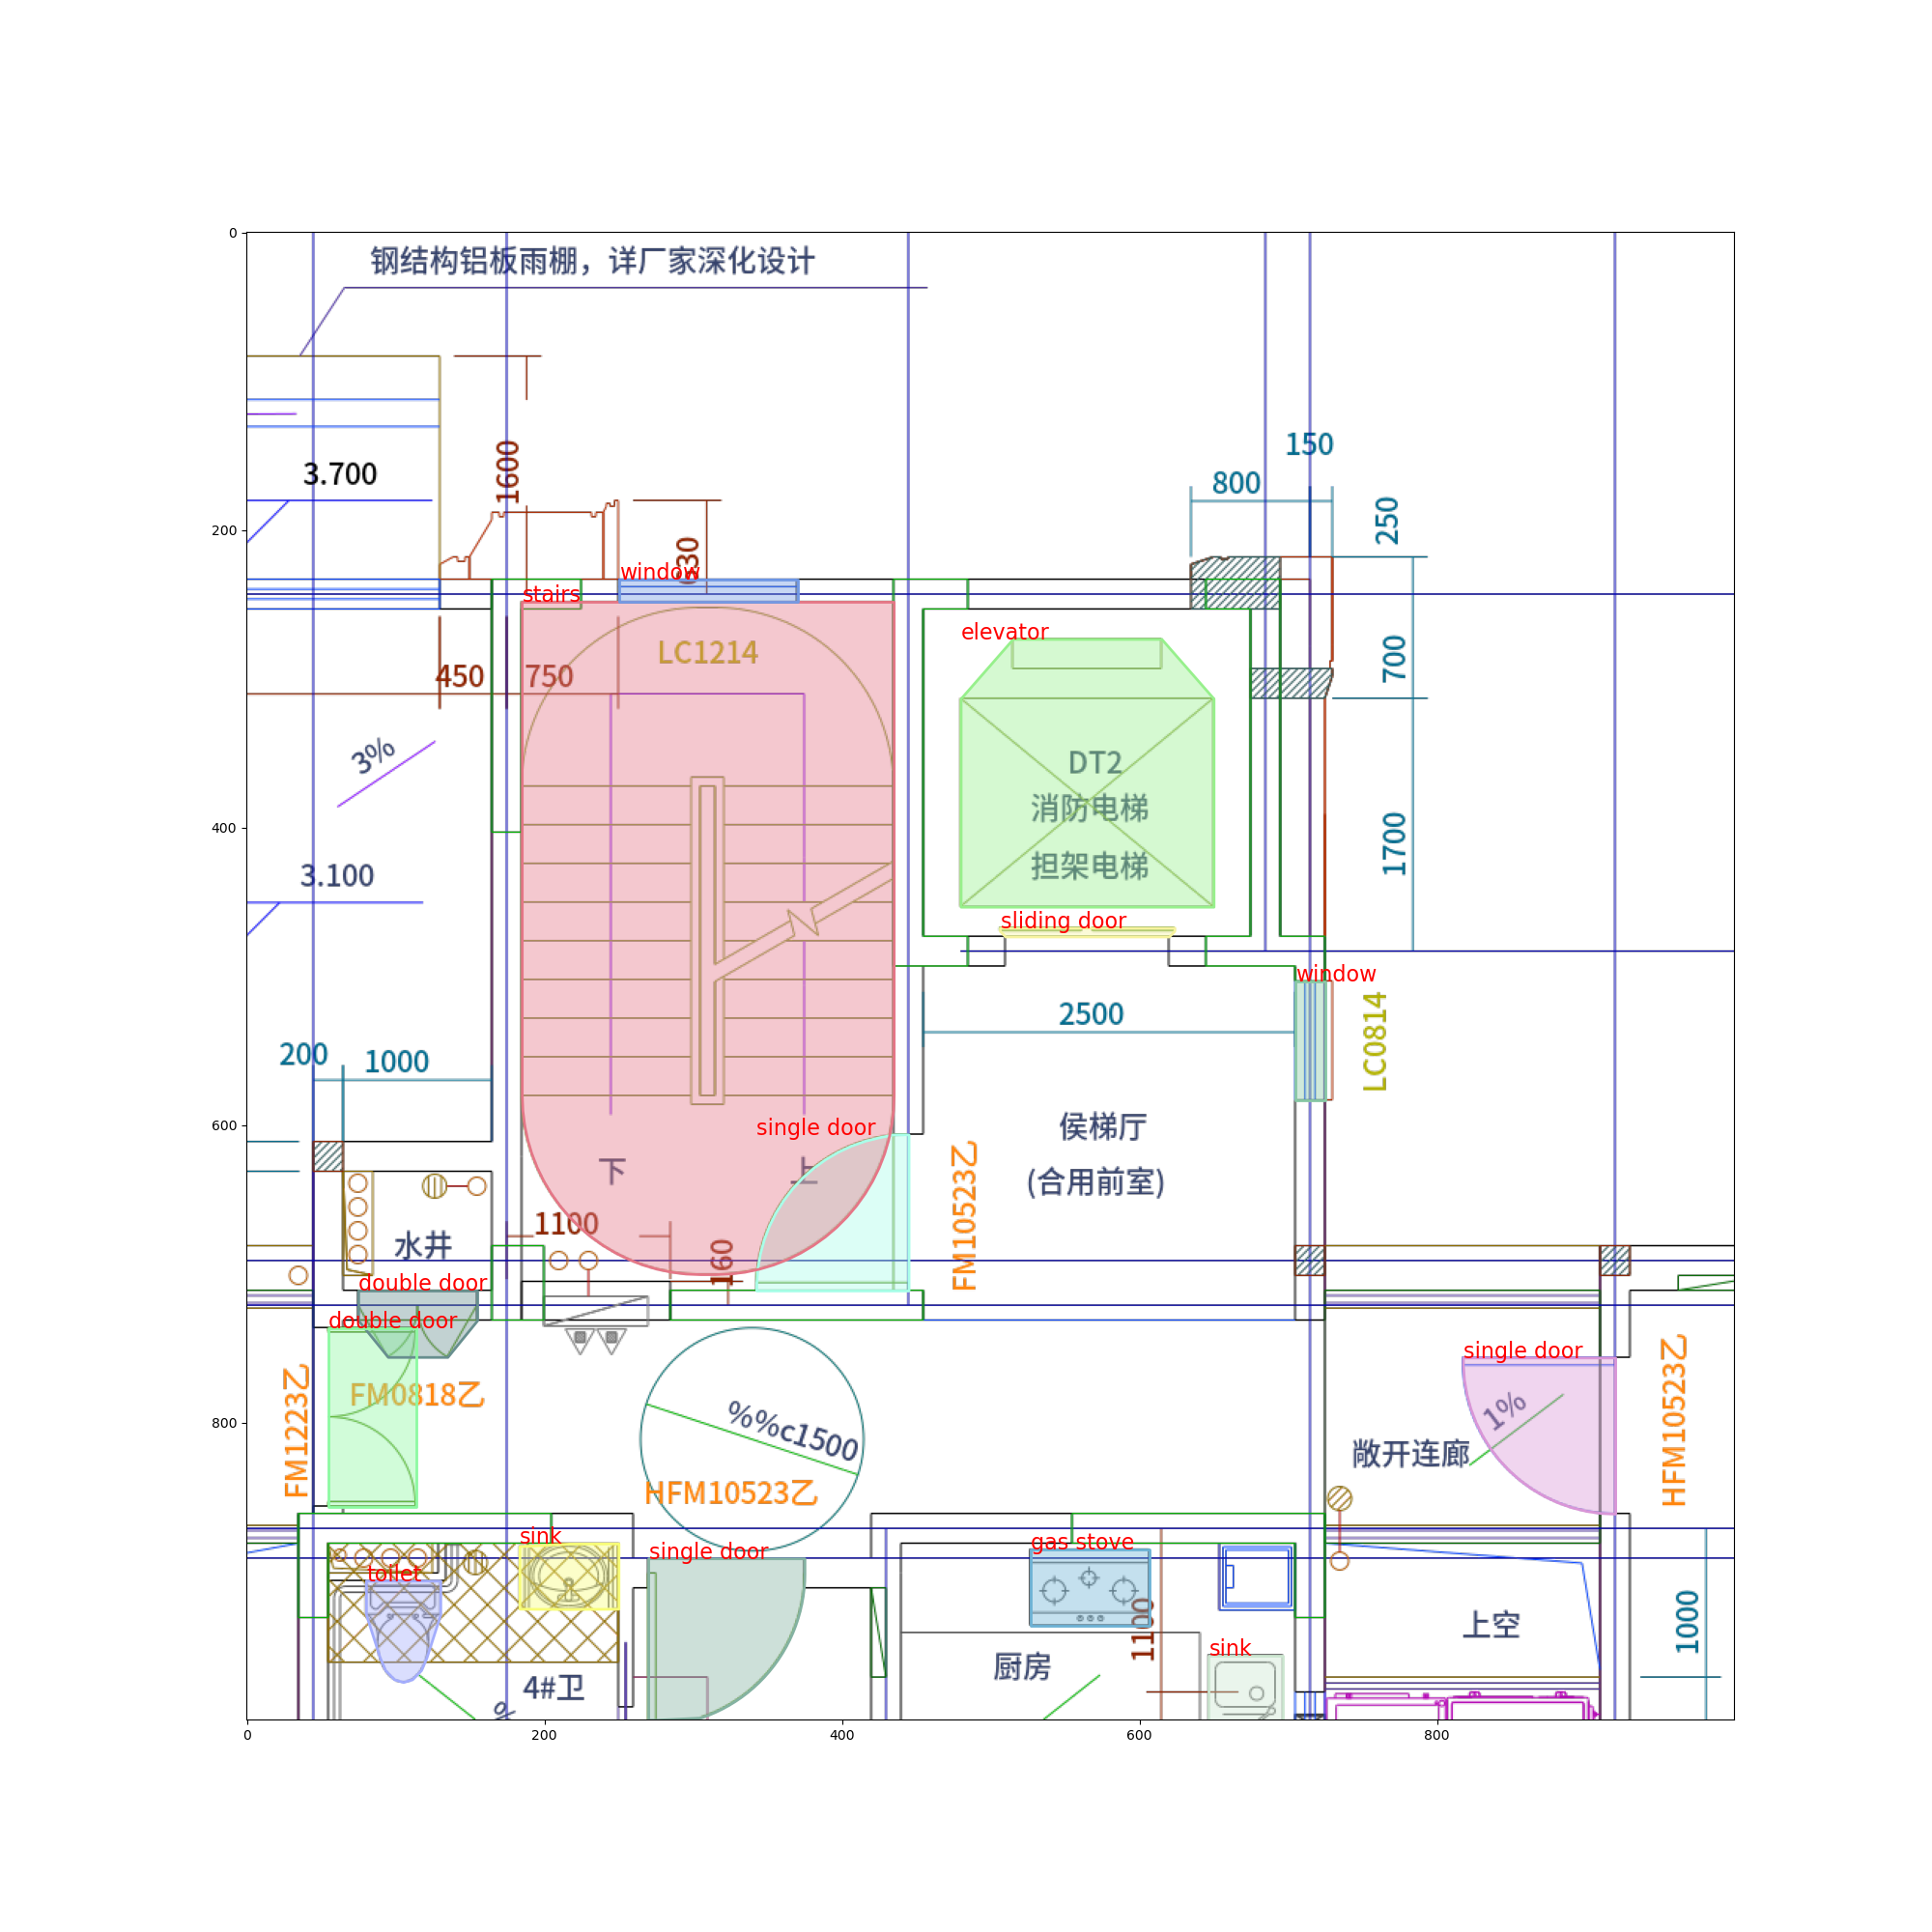 0
钢结构铝板雨棚，详厂家深化设计
150
3.700
1600
800
250
200
630
window
stairs
LC1214
elevator
450
750
700
3%
DT2
消防电梯
400
担架电梯
1700
3.100
sliding door
window
2500
LC0814
200
1000
600
single door
侯梯厅
(合用前室)
FM10523乙
下
上
1100
水井
160
double door
double door
single door
FM1223乙
FM0818乙
HFM10523乙
800
%%c1500
1%
敞开连廊
HFM10523乙
sink
single door
gas stove
toilet
1100
上空
1000
sink
厨房
4#卫
%
0
200
400
600
800